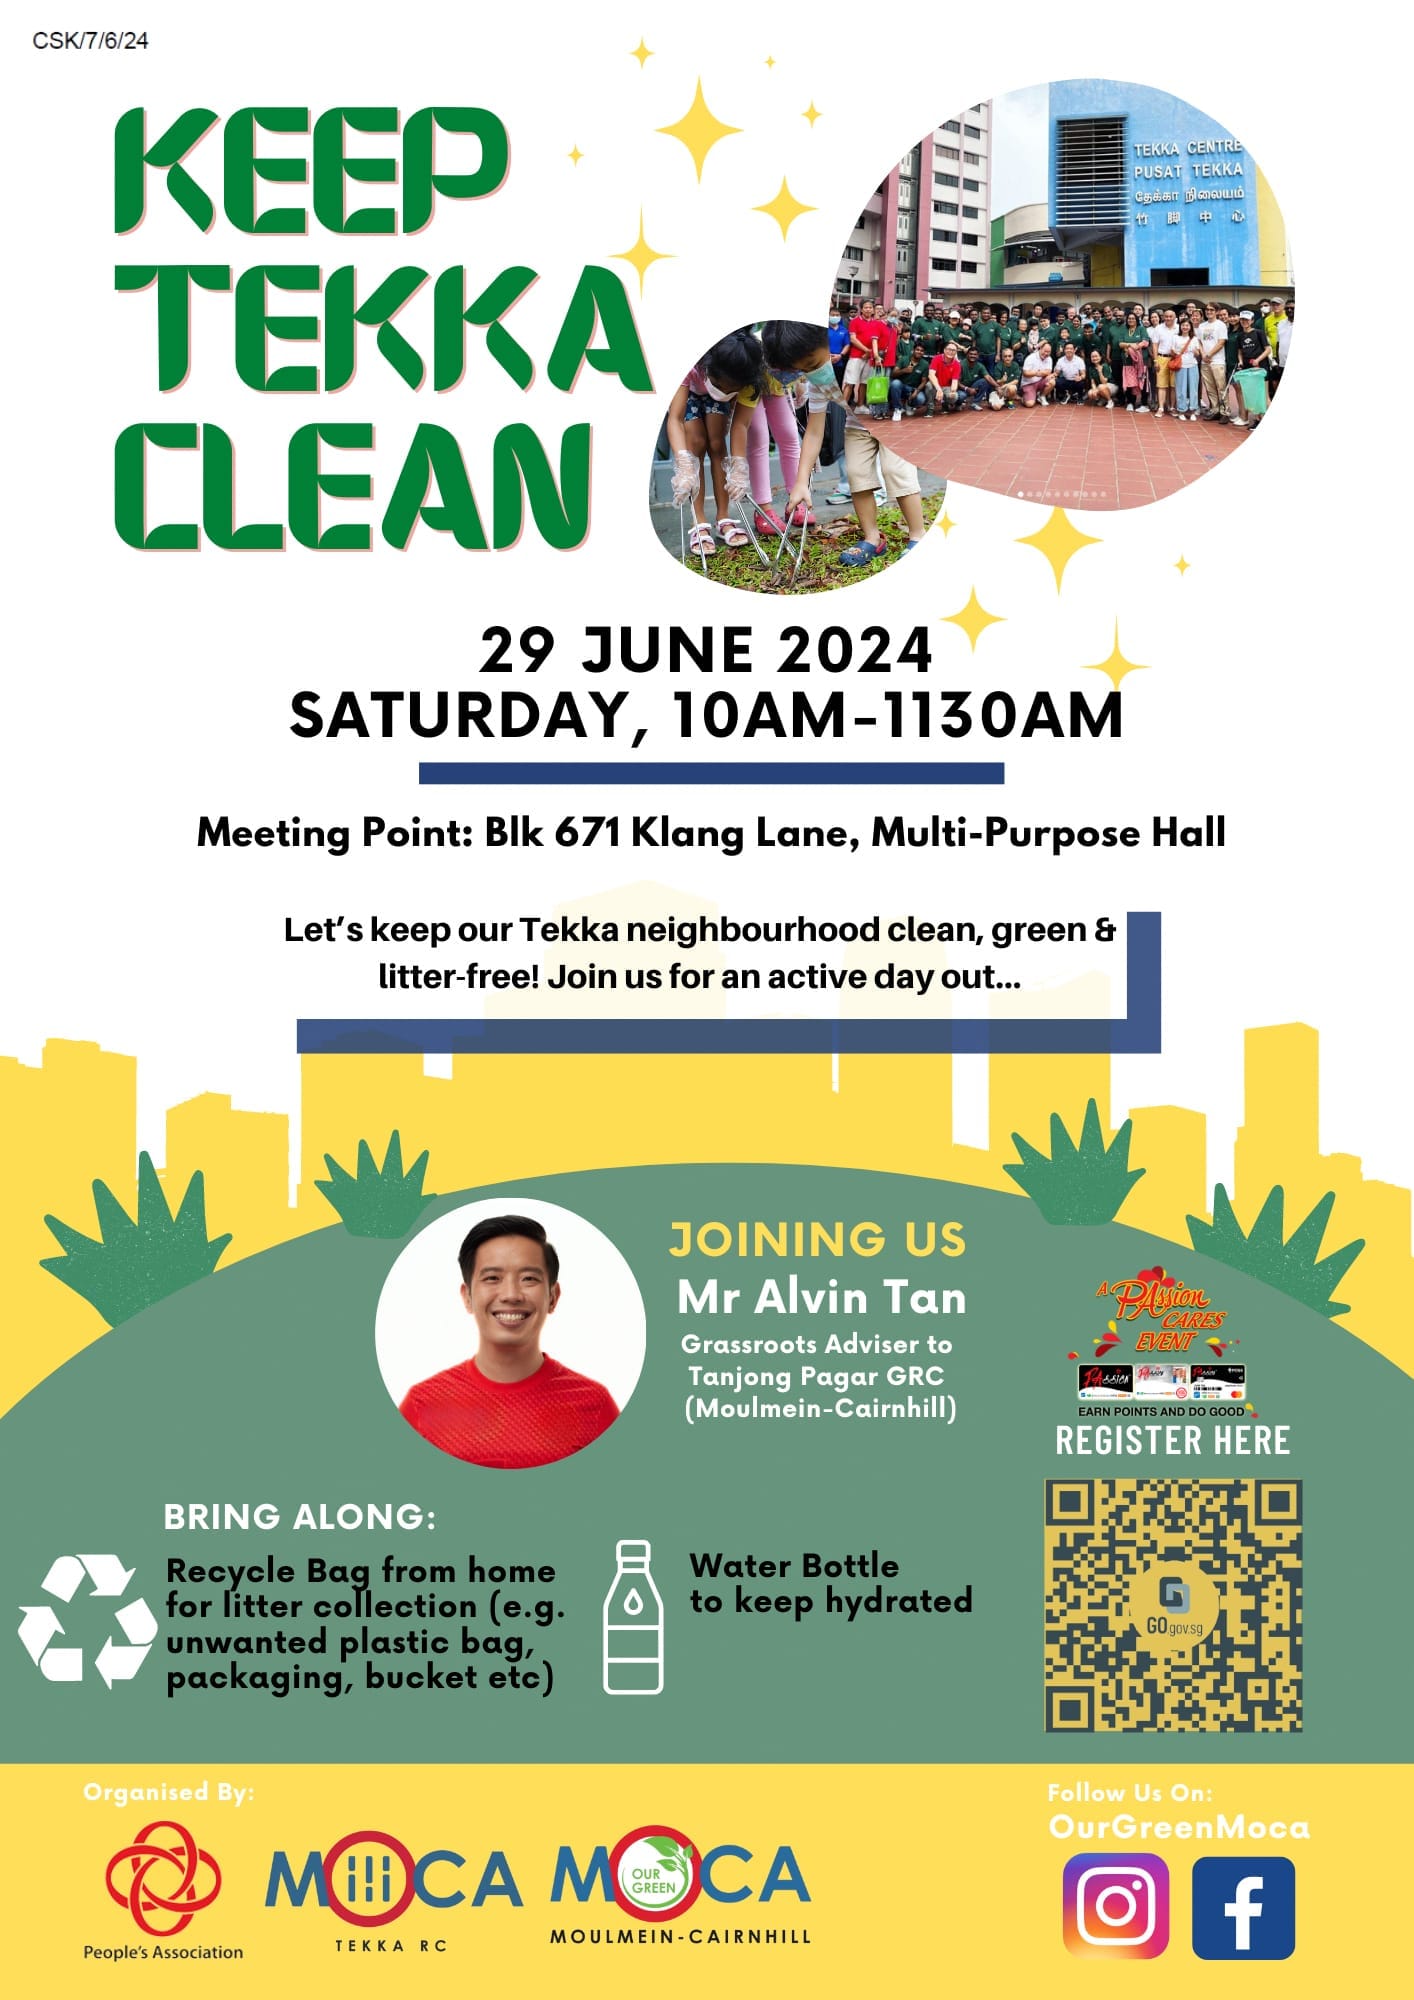 CSK/7/6/24
KEEP
TEKKA
CLEAN
TEKKA CENTRE
PUSAT TEKKA
தேக்கா நிலையம்
竹 脚 中 心
29 JUNE 2024
SATURDAY, 10AM-1130AM
Meeting Point: Blk 671 Klang Lane, Multi-Purpose Hall
Let's keep our Tekka neighbourhood clean, green &
litter-free! Join us for an active day out...
JOINING US
Mr Alvin Tan
Grassroots Adviser to
Tanjong Pagar GRC
(Moulmein-Cairnhill)
A
PAssion
CARES
EVENT
PAssion
PAssion
PAssion
EARN POINTS AND DO GOOD
REGISTER HERE
GO.gov.sg
BRING ALONG:
Recycle Bag from home
for litter collection (e.g.
unwanted plastic bag,
packaging, bucket etc)
Water Bottle
to keep hydrated
Organised By:
People's Association
MOCA
TEKKA RC
MOCA
OUR
GREEN
MOULMEIN-CAIRNHILL
Follow Us On:
OurGreenMoca